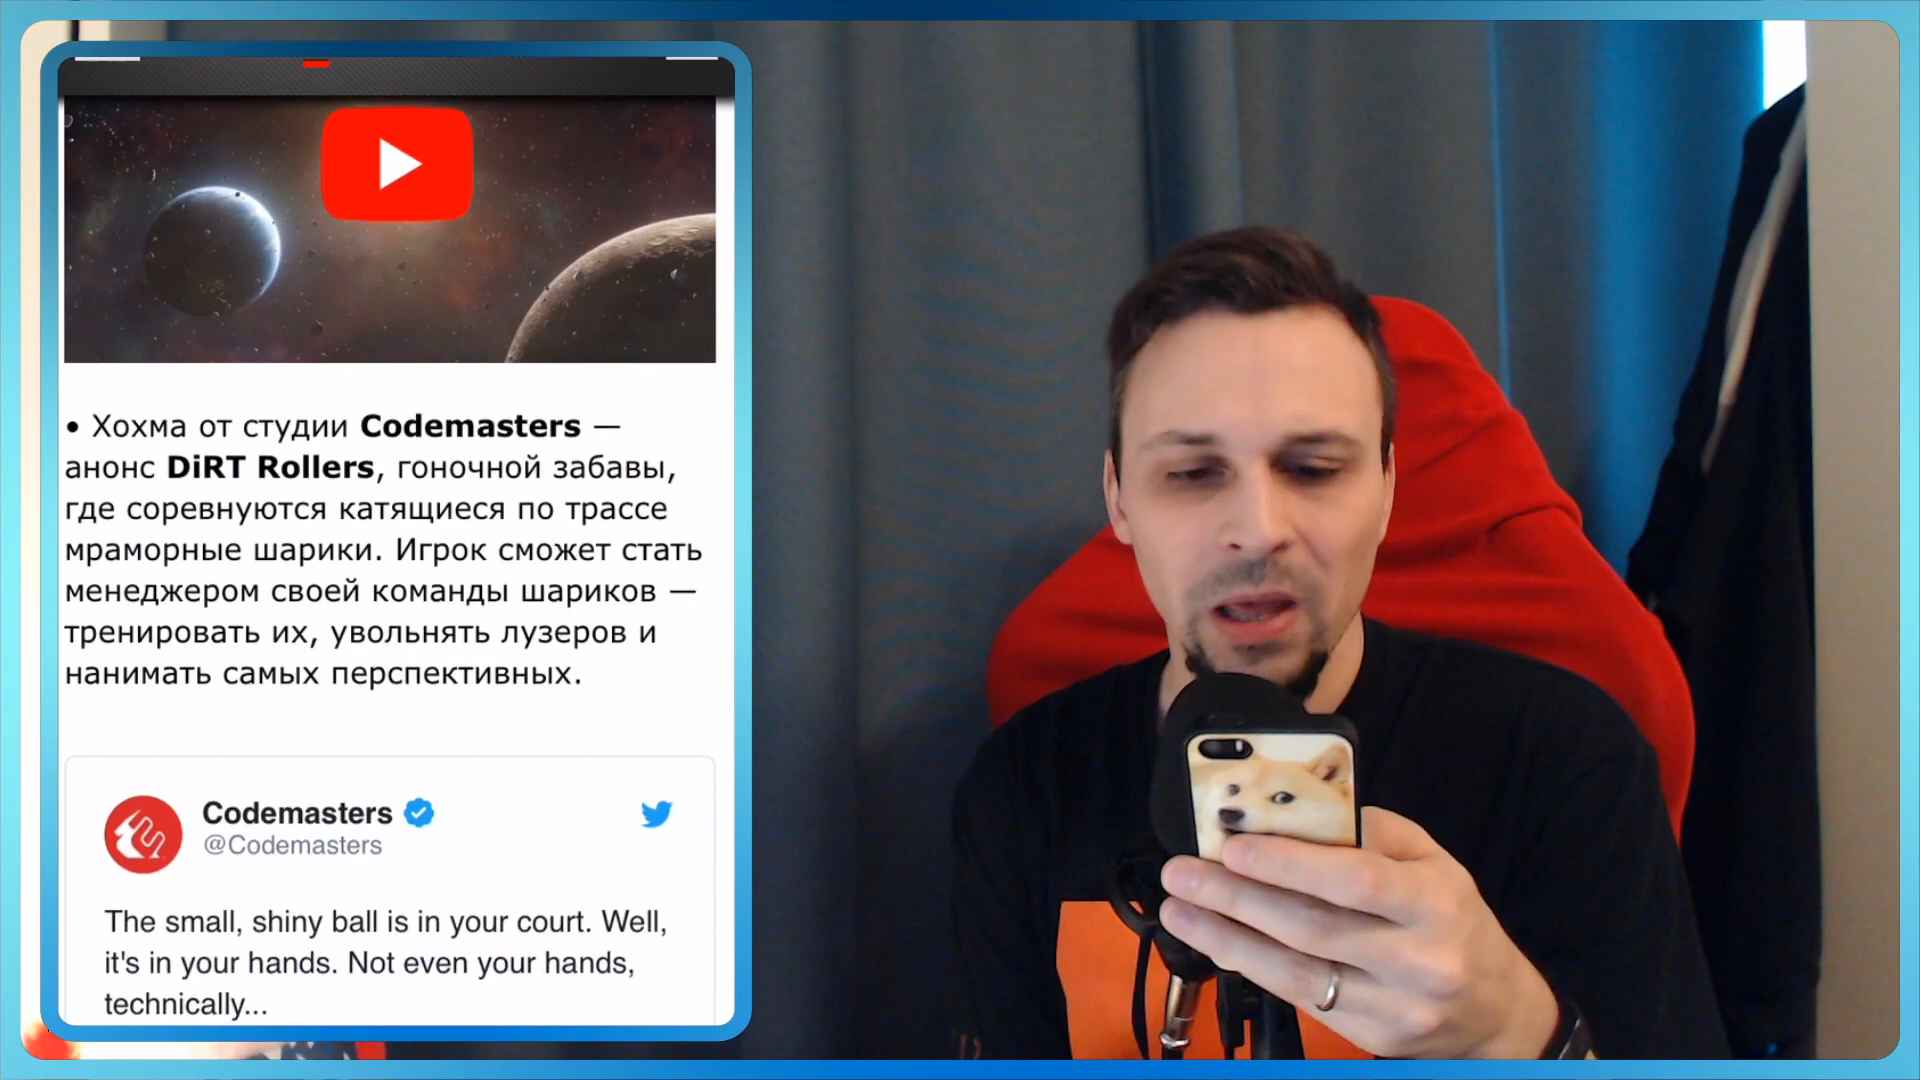 • Хохма от студии Codemasters —
анонс DiRT Rollers, гоночной забавы,
где соревнуются катящиеся по трассе
мраморные шарики. Игрок сможет стать
менеджером своей команды шариков —
тренировать их, увольнять лузеров и
нанимать самых перспективных.
Codemasters
@Codemasters
The small, shiny ball is in your court. Well,
it's in your hands. Not even your hands,
technically...